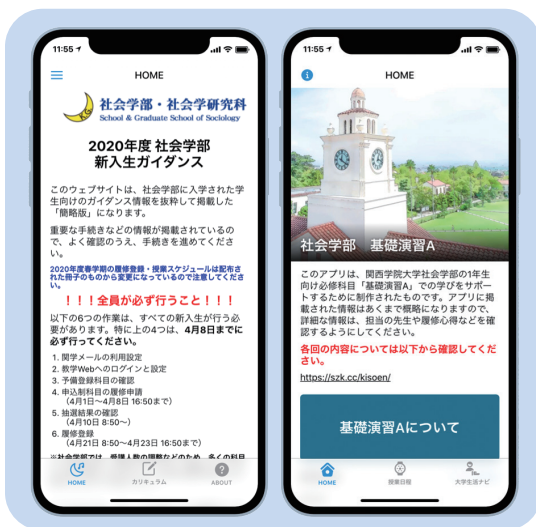 11:55
HOME
KG
社会学部・社会学研究科
School & Graduate School of Sociology
2020年度 社会学部
新入生ガイダンス
このウェブサイトは、社会学部に入学された学
生向けのガイダンス情報を抜粋して掲載した
「簡略版」になります。
重要な手続きなどの情報が掲載されているの
で、よく確認のうえ、手続きを進めてくださ
い。
2020年度春学期の履修登録・授業スケジュールは配布さ
れた冊子のものから変更になっているので注意してくださ
い。
！！！全員が必ず行うこと！！！
以下の6つの作業は、すべての新入生が行う必
要があります。特に上の4つは、4月8日までに
必ず行ってください。
1. 関学メールの利用設定
2. 教学Webへのログインと設定
3. 予備登録科目の確認
4. 申込制科目の履修申請
（4月1日〜4月8日 16:50まで）
5. 抽選結果の確認
（4月10日 8:50〜）
6. 履修登録
（4月21日 8:50〜4月23日 16:50まで）
※社会学部では、受講人数の調整などのため、多くの科目
HOME
カリキュラム
ABOUT
11:55
HOME
社会学部　基礎演習A
このアプリは、関西学院大学社会学部の1年生
向け必修科目「基礎演習A」での学びをサポー
トするために制作されたものです。アプリに掲
載された情報はあくまで概略になりますので、
詳細な情報は、担当の先生や履修心得などを確
認するようにしてください。
各回の内容については以下から確認してくだ
さい。
https://szk.cc/kisoen/
基礎演習Aについて
HOME
授業日程
大学生活ナビ